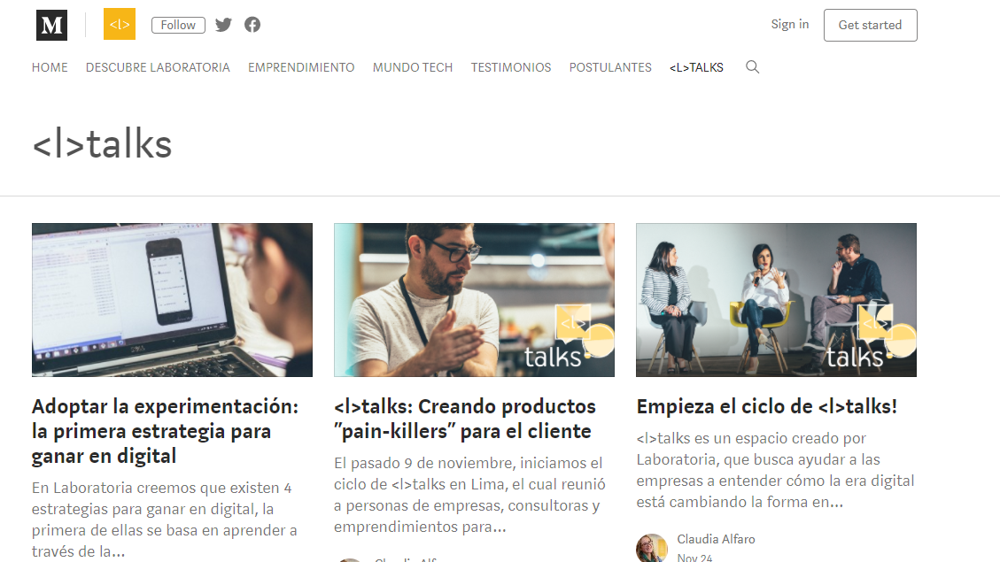 M <l> Follow Sign in Get started
HOME DESCUBRE LABORATORIA EMPRENDIMIENTO MUNDO TECH TESTIMONIOS POSTULANTES <L>TALKS
<l>talks
<l>
talks
<l>
talks
Adoptar la experimentación:
la primera estrategia para
ganar en digital
En Laboratoria creemos que existen 4
estrategias para ganar en digital, la
primera de ellas se basa en aprender a
través de la...
<l>talks: Creando productos
"pain-killers" para el cliente
El pasado 9 de noviembre, iniciamos el
ciclo de <l>talks en Lima, el cual reunió
a personas de empresas, consultoras y
emprendimientos para...
Empieza el ciclo de <l>talks!
<l>talks es un espacio creado por
Laboratoria, que busca ayudar a las
empresas a entender cómo la era digital
está cambiando la forma en...
Claudia Alfaro
Nov 24